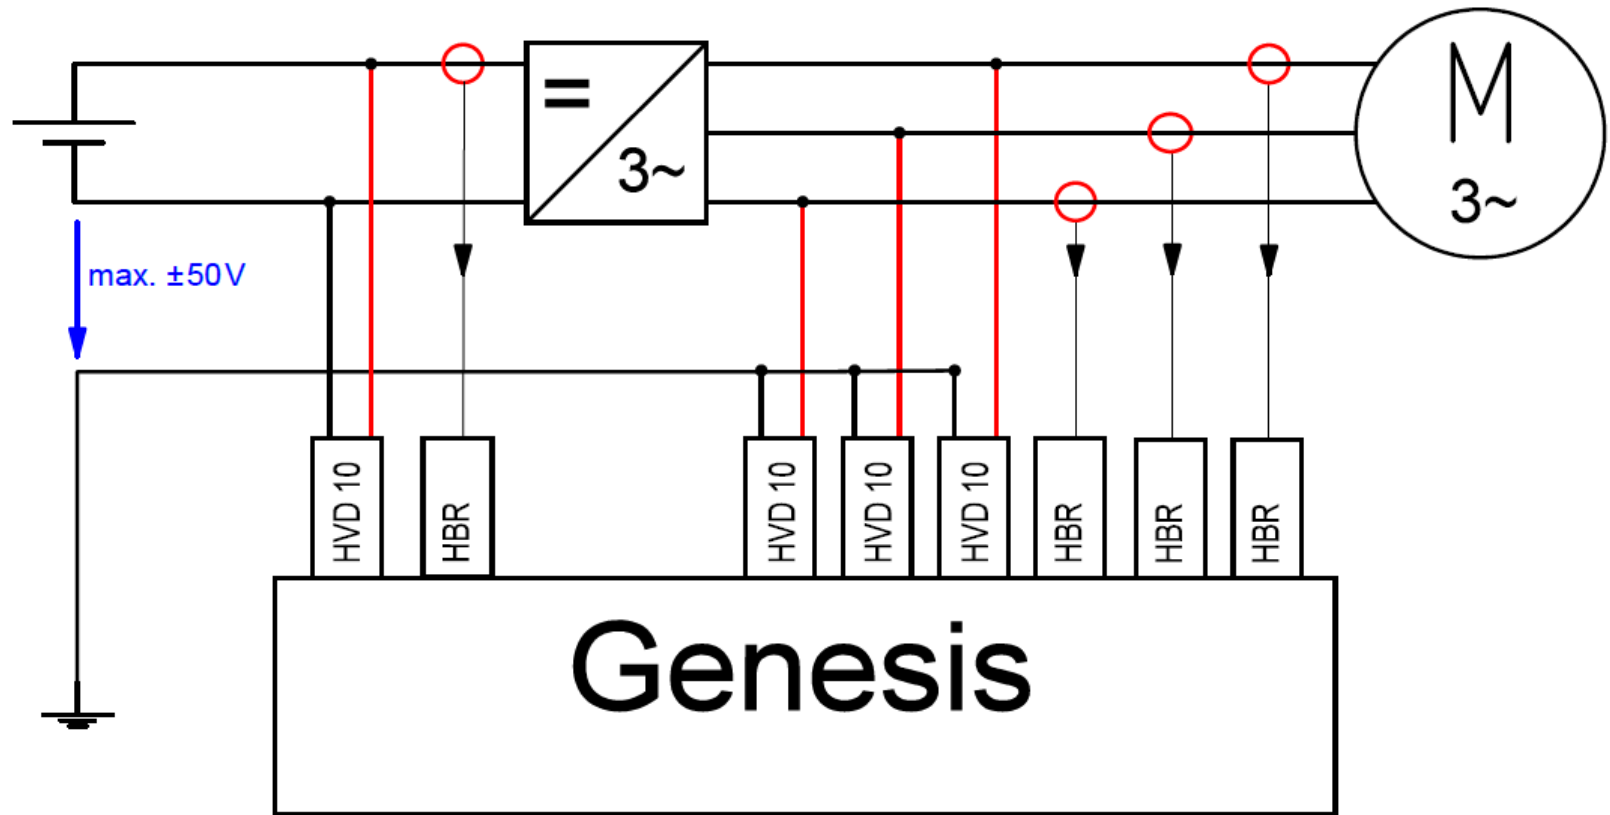 =
3~
M
3~
max. ±50V
HVD 10
HBR
HVD 10
HVD 10
HVD 10
HBR
HBR
HBR
Genesis